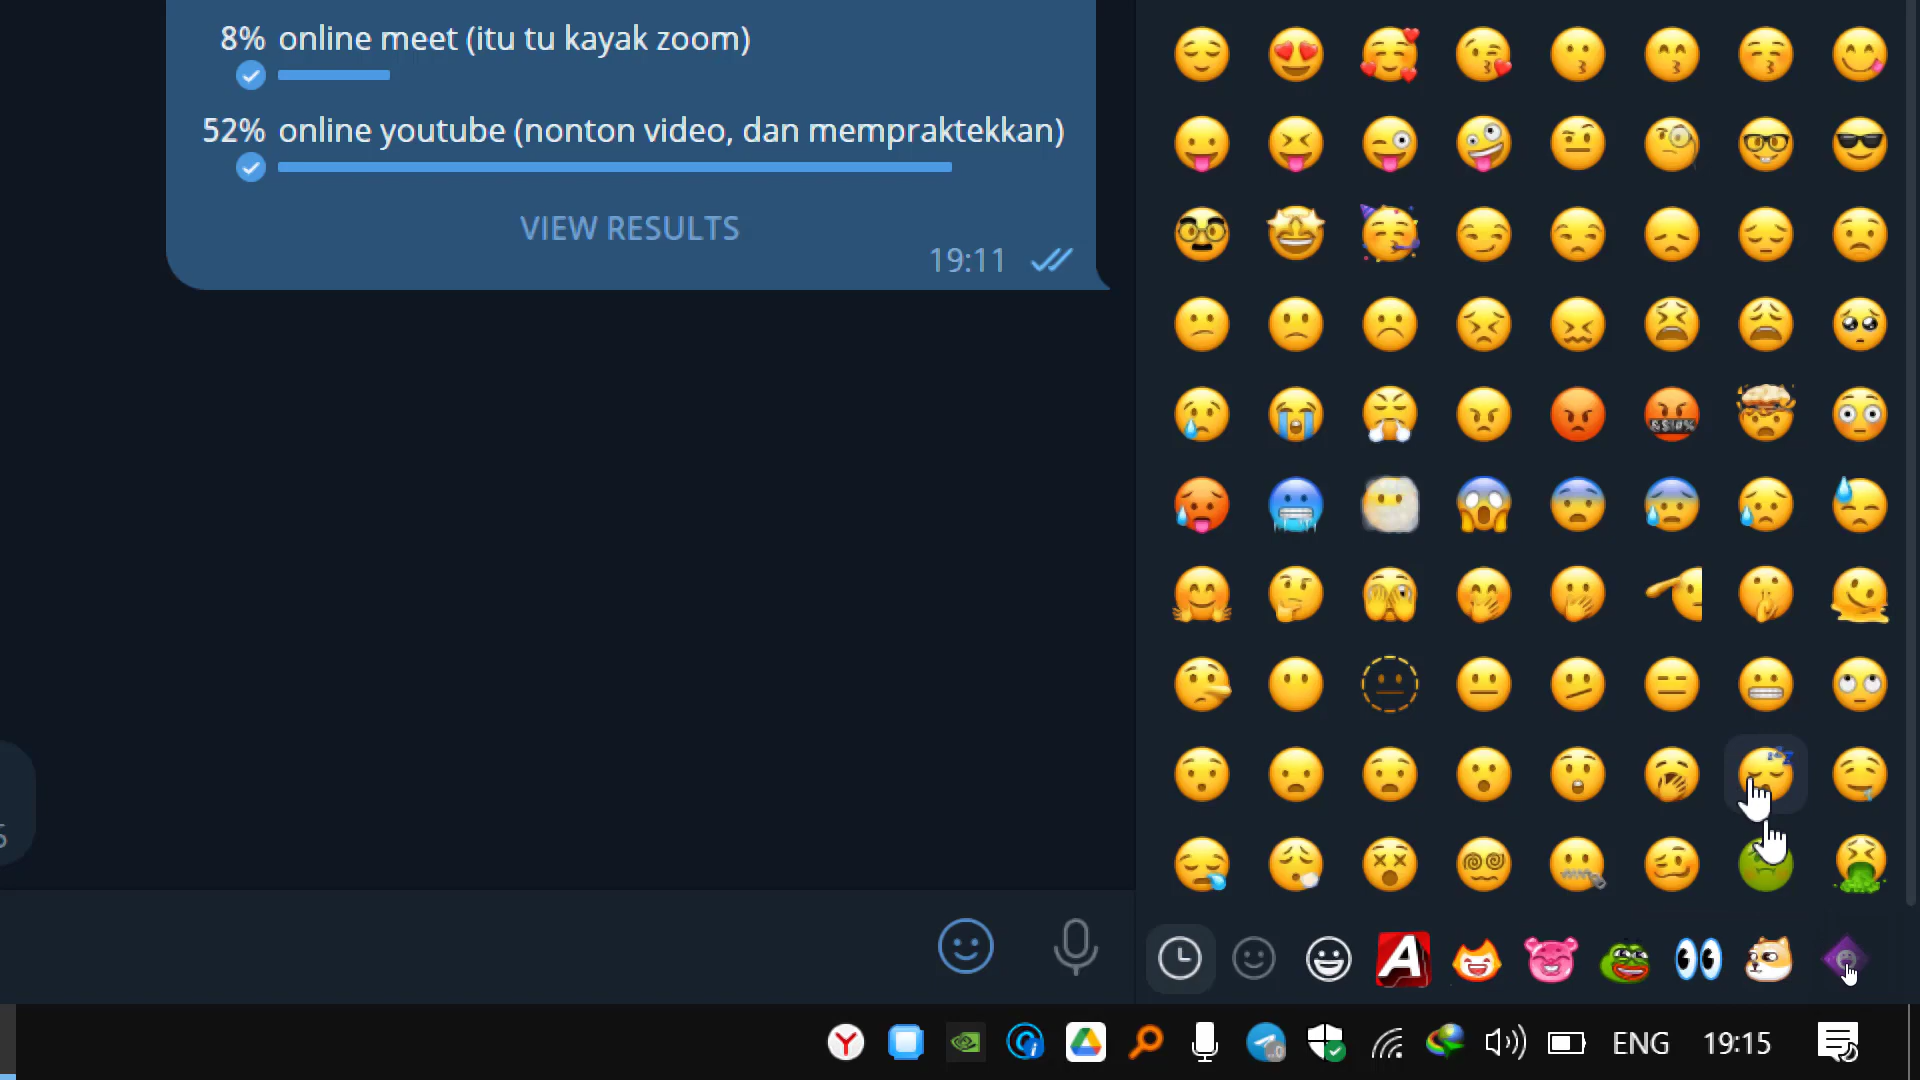 8% online meet (itu tu kayak zoom)
52% online youtube (nonton video, dan mempraktekkan)
VIEW RESULTS
19:11
ENG 19:15